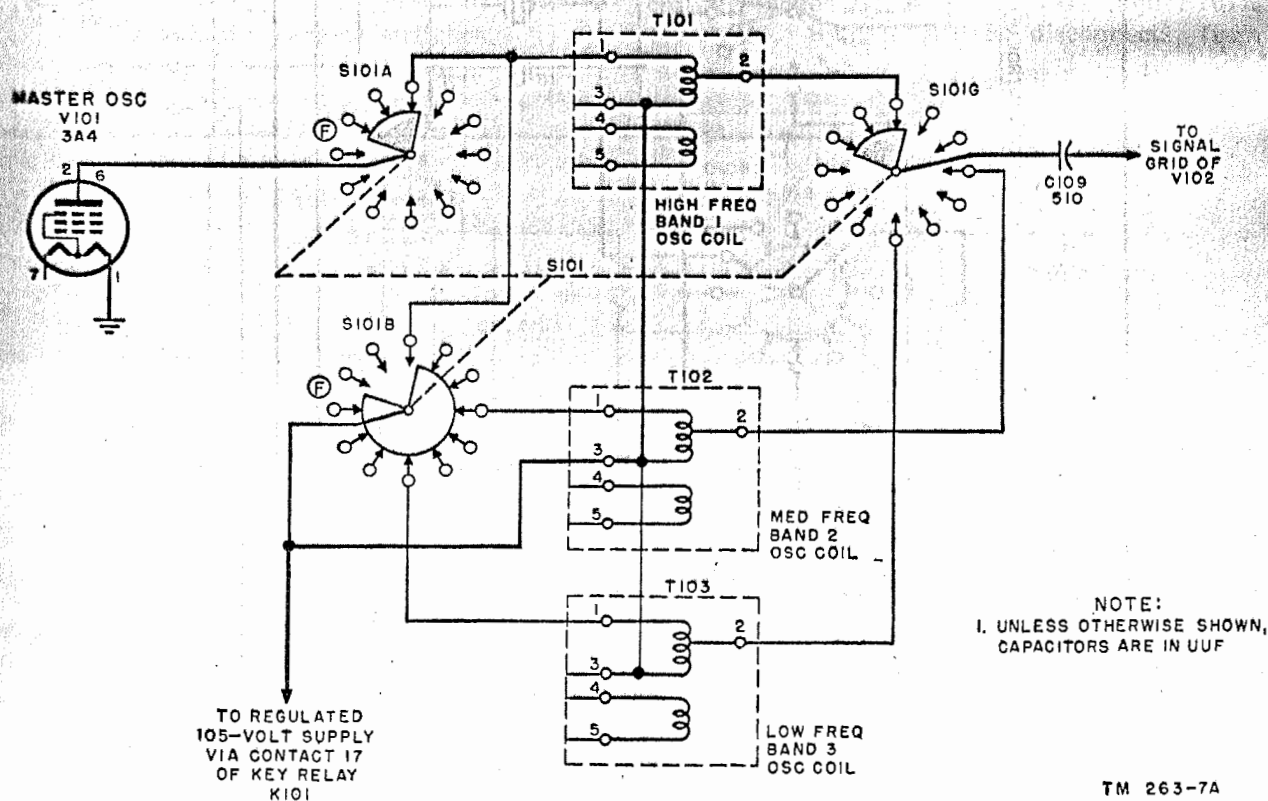 T101
S101A
S101G
MASTER OSC
V101
3A4
F
2 6
7 1
1
2
3
4
5
HIGH FREQ
BAND 1
OSC COIL
C109
510
TO
SIGNAL
GRID OF
V102
S101
S101B
F
T102
1
2
3
4
5
MED FREQ
BAND 2
OSC COIL
T103
1
2
3
4
5
LOW FREQ
BAND 3
OSC COIL
NOTE:
1. UNLESS OTHERWISE SHOWN,
CAPACITORS ARE IN UUF
TO REGULATED
105-VOLT SUPPLY
VIA CONTACT 17
OF KEY RELAY
K101
TM 263-7A